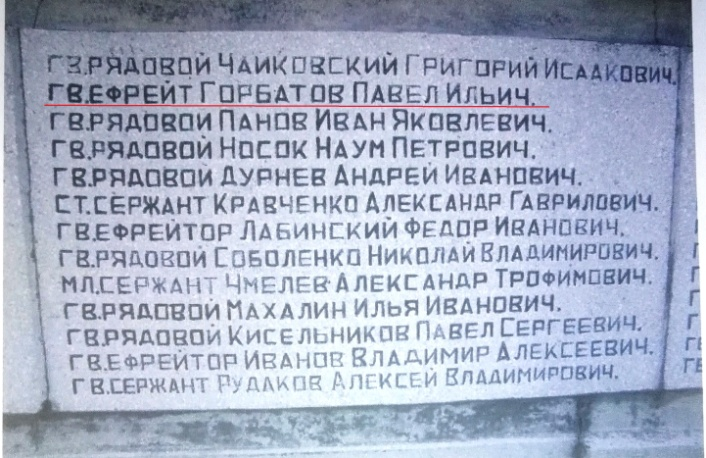 ГВ.РЯДОВОЙ ЧАЙКОВСКИЙ ГРИГОРИЙ ИСААКОВИЧ.
ГВ.ЕФРЕЙТ ГОРБАТОВ ПАВЕЛ ИЛЬИЧ.
ГВ.РЯДОВОЙ ПАНОВ ИВАН ЯКОВЛЕВИЧ.
ГВ.РЯДОВОЙ НОСОК НАУМ ПЕТРОВИЧ.
ГВ.РЯДОВОЙ ДУРНЕВ АНДРЕЙ ИВАНОВИЧ.
СТ.СЕРЖАНТ КРАВЧЕНКО АЛЕКСАНДР ГАВРИЛОВИЧ.
ГВ.ЕФРЕЙТОР ЛАБИНСКИЙ ФЕДОР ИВАНОВИЧ.
ГВ.РЯДОВОЙ СОБОЛЕНКО НИКОЛАЙ ВЛАДИМИРОВИЧ.
МЛ.СЕРЖАНТ ЧМЕЛЕВ АЛЕКСАНДР ТРОФИМОВИЧ.
ГВ.РЯДОВОЙ МАХАЛИН ИЛЬЯ ИВАНОВИЧ.
ГВ.РЯДОВОЙ КИСЕЛЬНИКОВ ПАВЕЛ СЕРГЕЕВИЧ.
ГВ.ЕФРЕЙТОР ИВАНОВ ВЛАДИМИР АЛЕКСЕЕВИЧ.
ГВ.СЕРЖАНТ РУДАКОВ АЛЕКСЕЙ ВЛАДИМИРОВИЧ.